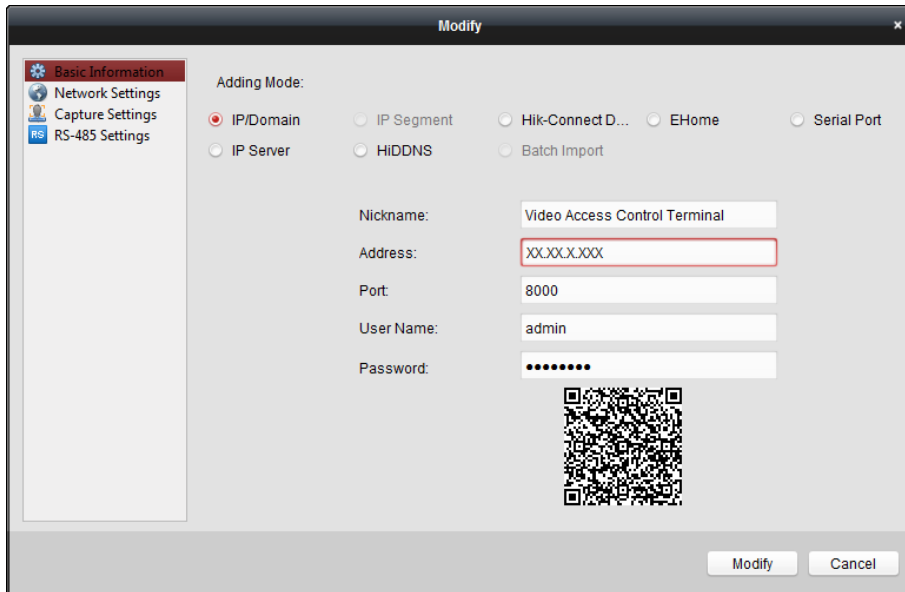 Modify
×
Basic Information
Network Settings
Capture Settings
RS RS-485 Settings
Adding Mode:
IP/Domain IP Segment Hik-Connect D... EHome Serial Port
IP Server HiDDNS Batch Import
Nickname: Video Access Control Terminal
Address: XX.XX.X.XXX
Port: 8000
User Name: admin
Password: ●●●●●●●●
Modify Cancel